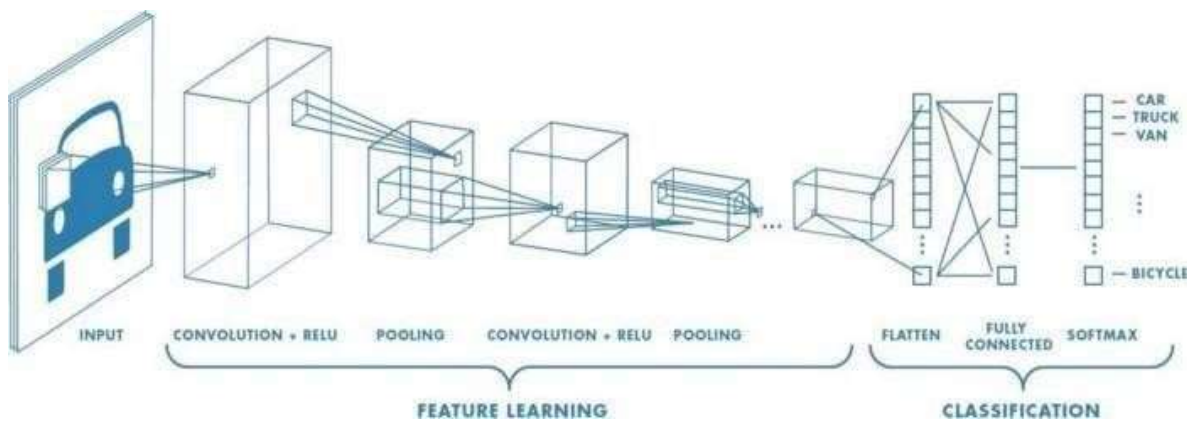 CAR
TRUCK
VAN
...
BICYCLE
INPUT
CONVOLUTION + RELU
POOLING
CONVOLUTION + RELU
POOLING
FLATTEN
FULLY
CONNECTED
SOFTMAX
FEATURE LEARNING
CLASSIFICATION